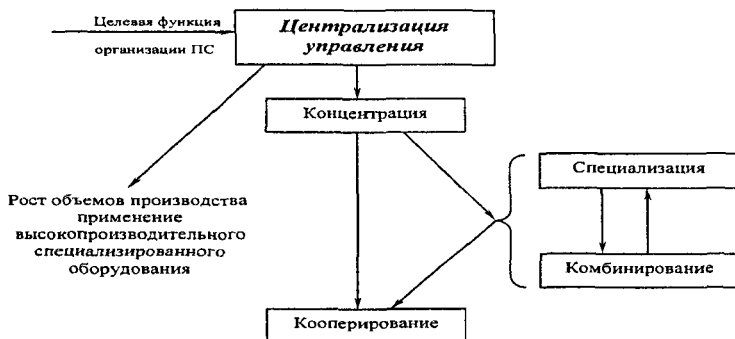 Целевая функция
организации ПС
Централизация
управления
Концентрация
Специализация
Рост объемов производства
применение
высокопроизводительного
специализированного
оборудования
Комбинирование
Кооперирование